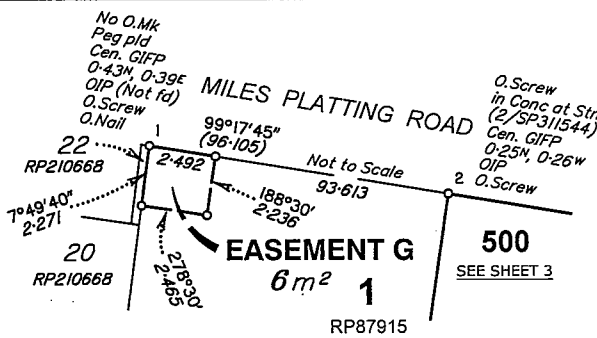 No O.Mk
Peg pld
Cen. GIFP
0·43N, 0·39E
OIP (Not fd)
O.Screw
O.Nail
MILES PLATTING ROAD
O.Screw
in Conc at Stn
(2/SP311544)
Cen. GIFP
0·25N, 0·26W
OIP
O.Screw
1
99°17'45"
(96·105)
22
RP210668
2·492
Not to Scale
93·613
2
7°49'40"
2·271
188°30'
2·236
278°30'
2·465
20
RP210668
EASEMENT G
6m²
1
RP87915
500
SEE SHEET 3